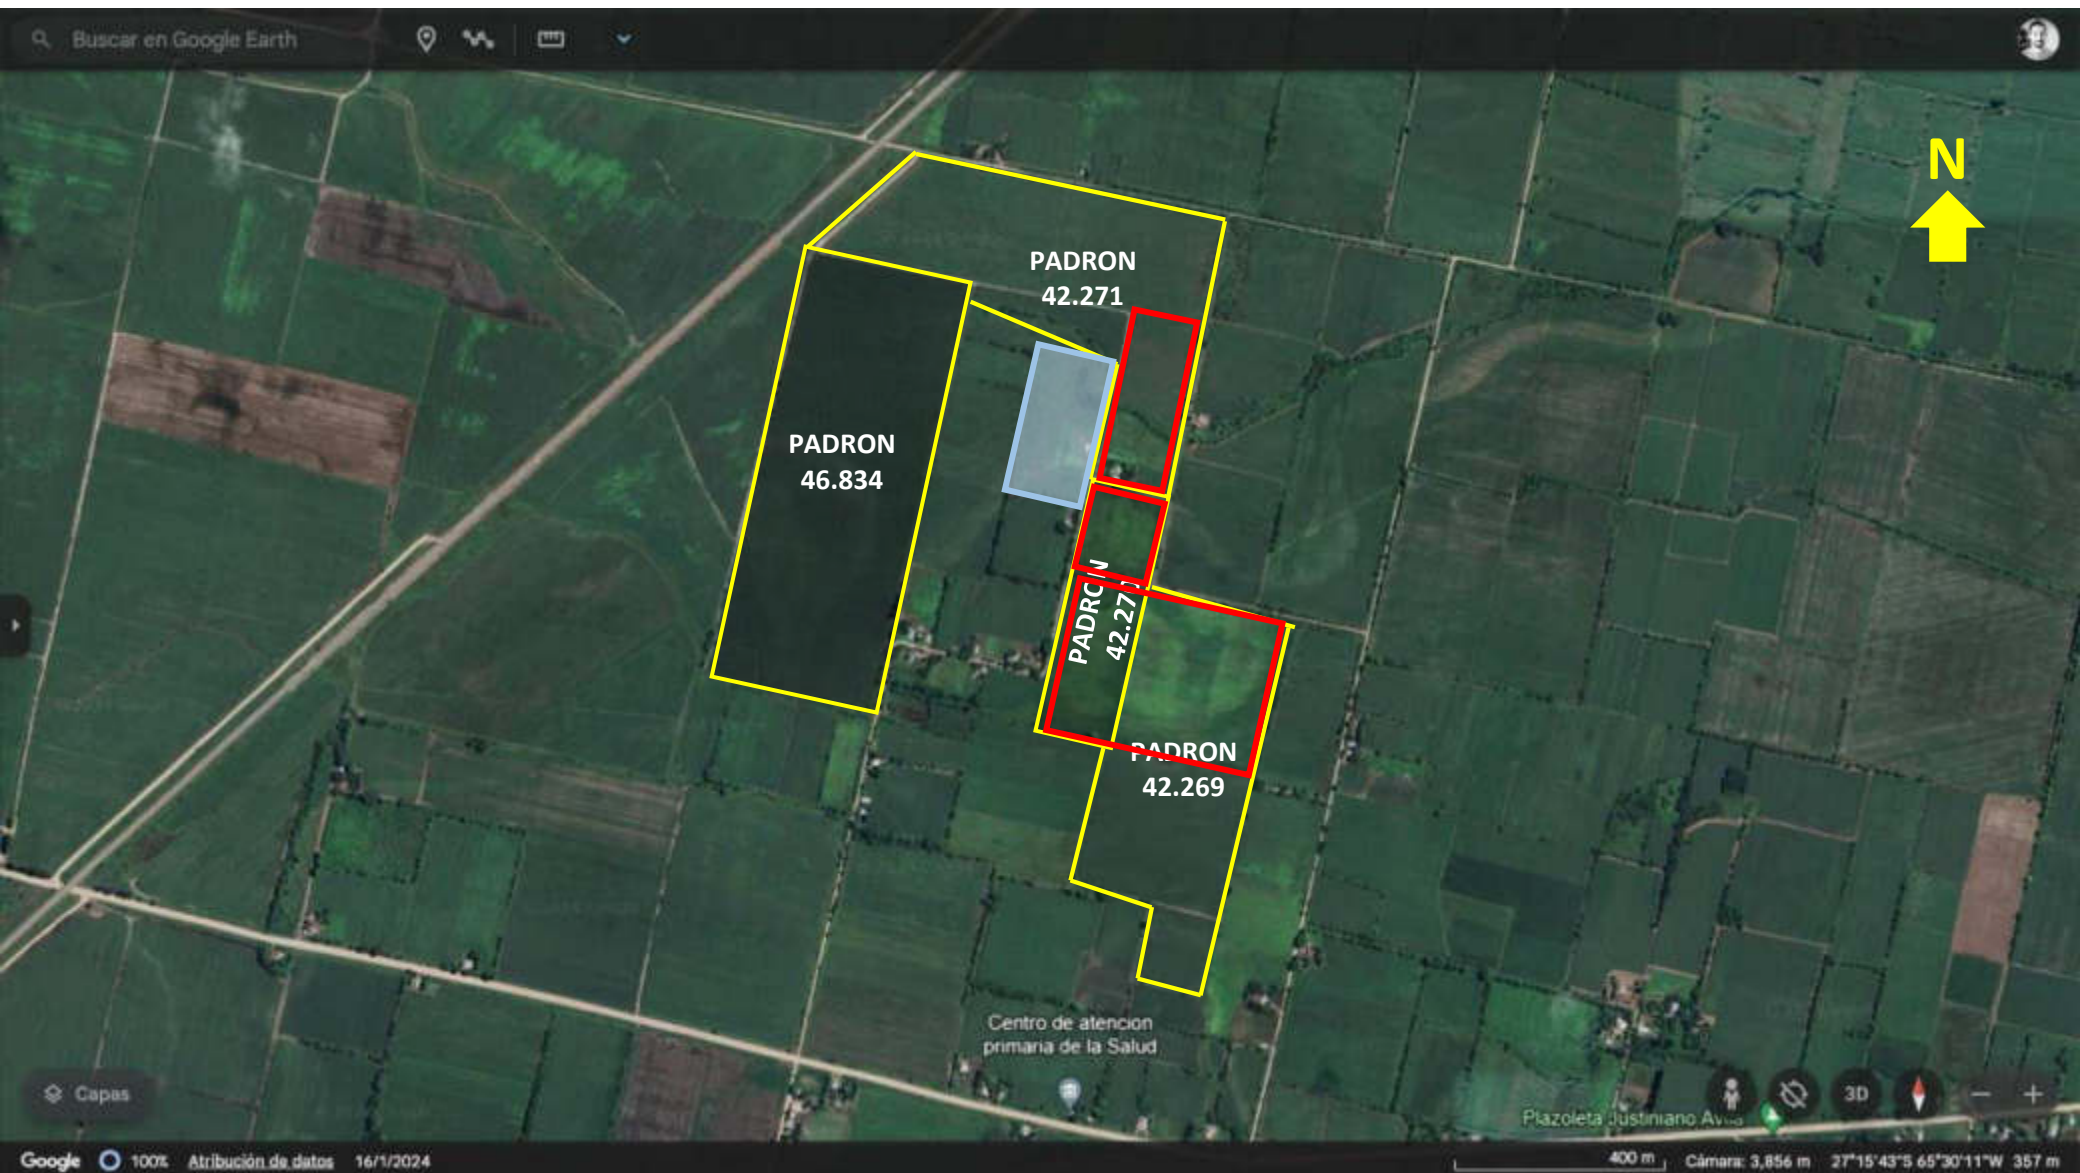 Buscar en Google Earth
N
PADRON
42.271
PADRON
46.834
PADRON
42.27
PADRON
42.269
Centro de atencion
primaria de la Salud
Capas
3D
Plazoleta Justiniano Avila
Google 100% Atribución de datos 16/1/2024 400 m Cámara: 3,856 m 27°15'43"S 65°30'11"W 357 m